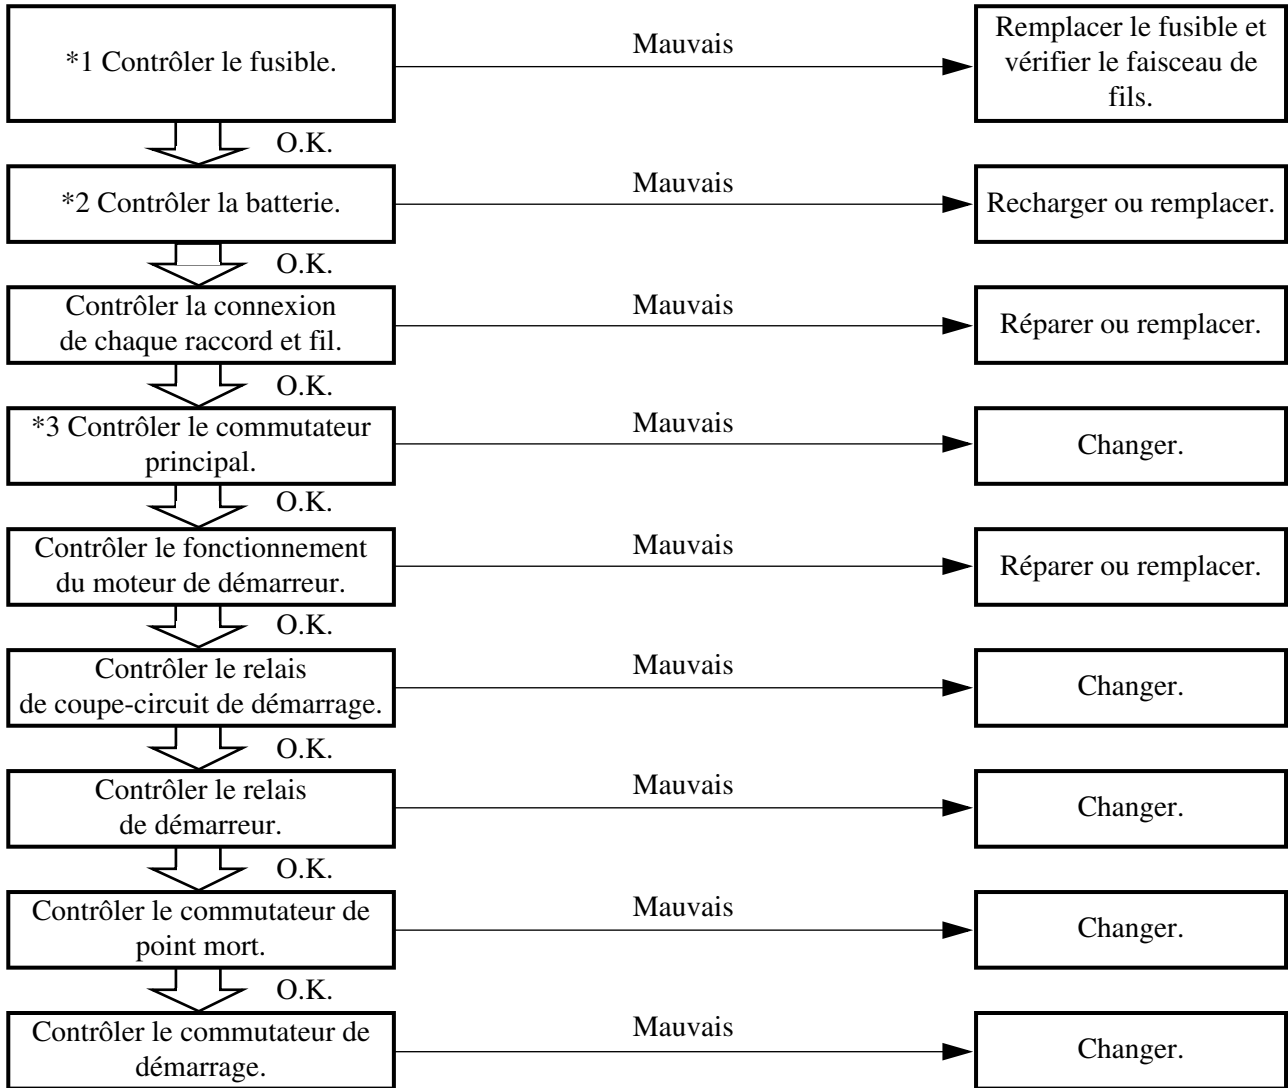 *1 Contrôler le fusible.
Mauvais
Remplacer le fusible et
vérifier le faisceau de
fils.
O.K.
*2 Contrôler la batterie.
Mauvais
Recharger ou remplacer.
O.K.
Contrôler la connexion
de chaque raccord et fil.
Mauvais
Réparer ou remplacer.
O.K.
*3 Contrôler le commutateur
principal.
Mauvais
Changer.
O.K.
Contrôler le fonctionnement
du moteur de démarreur.
Mauvais
Réparer ou remplacer.
O.K.
Contrôler le relais
de coupe-circuit de démarrage.
Mauvais
Changer.
O.K.
Contrôler le relais
de démarreur.
Mauvais
Changer.
O.K.
Contrôler le commutateur de
point mort.
Mauvais
Changer.
O.K.
Contrôler le commutateur de
démarrage.
Mauvais
Changer.